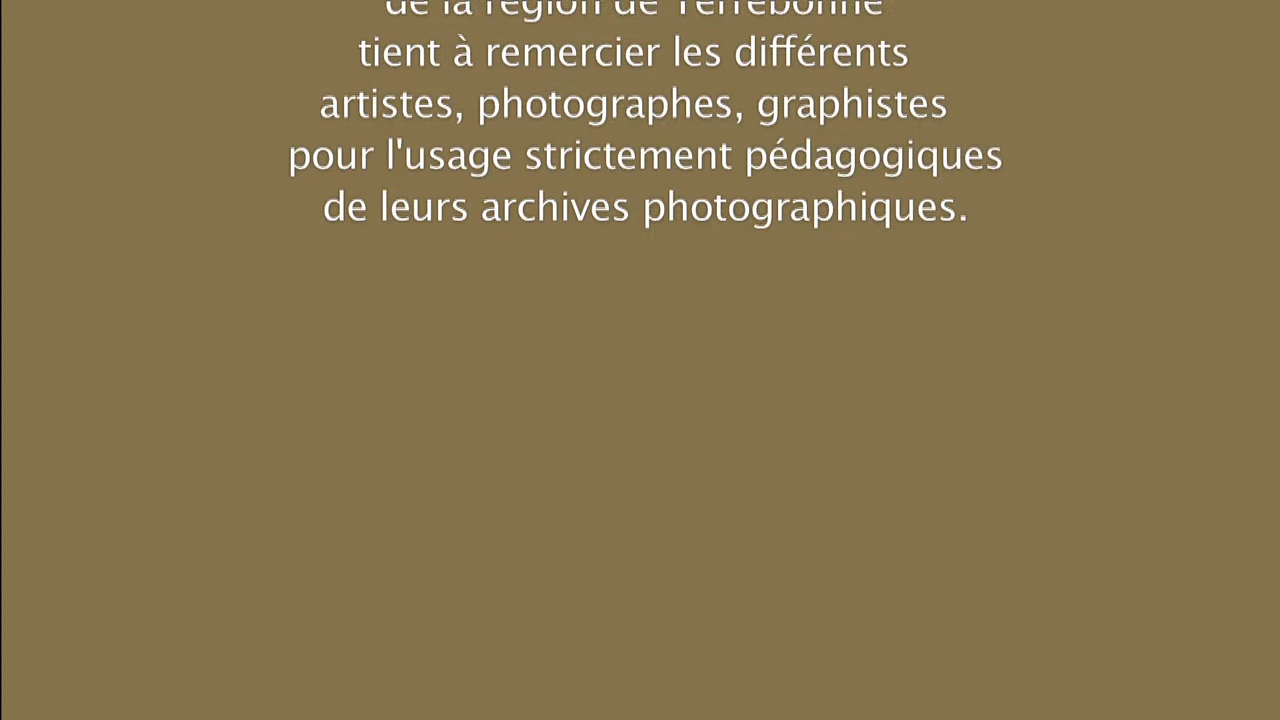 de la région de Terrebonne
tient à remercier les différents
artistes, photographes, graphistes
pour l'usage strictement pédagogiques
de leurs archives photographiques.